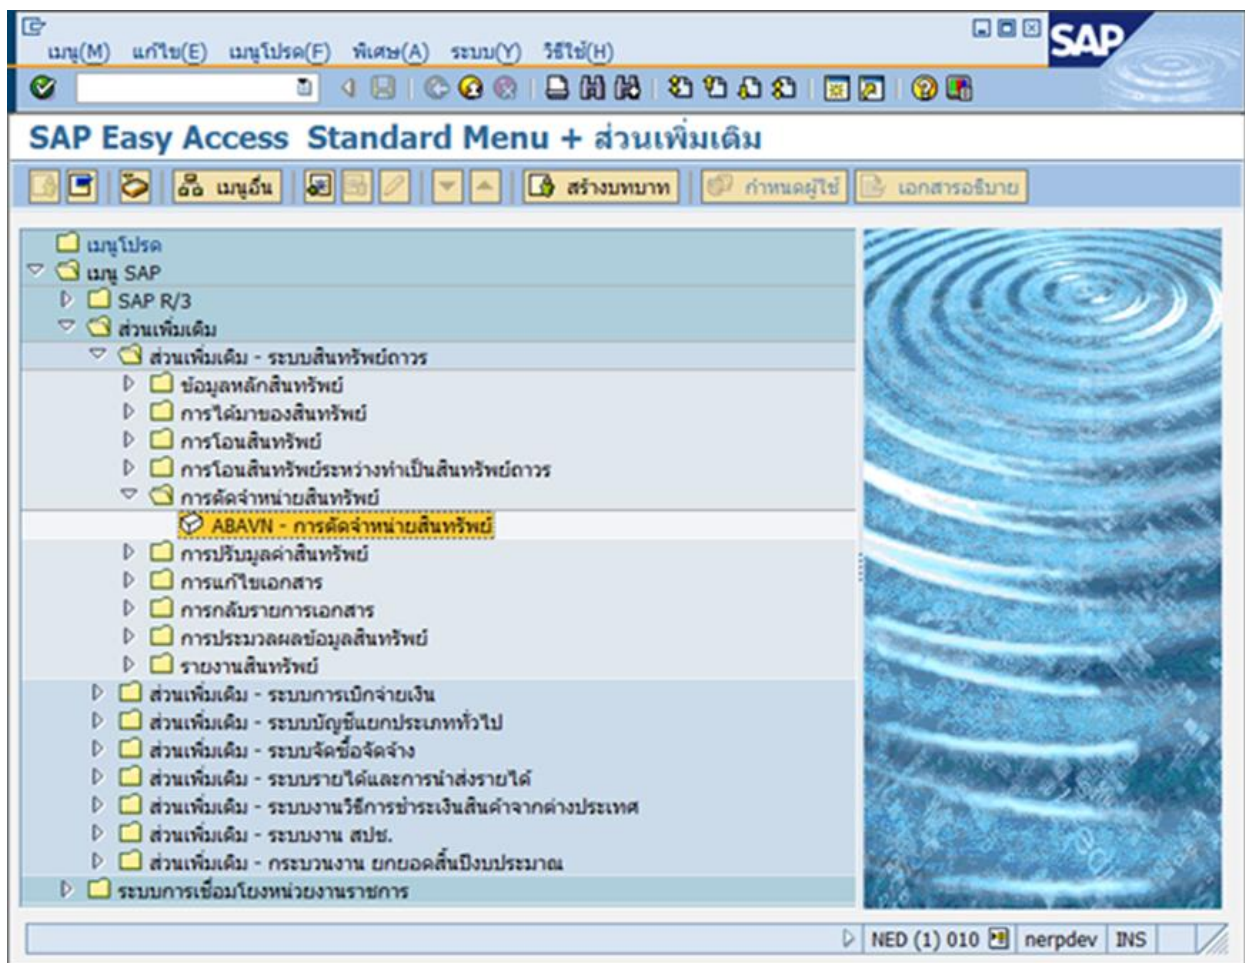 เมนู(M) แก้ไข(E) เมนูโปรด(F) พิเศษ(A) ระบบ(Y) วิธีใช้(H)
SAP
SAP Easy Access Standard Menu + ส่วนเพิ่มเติม
เมนูอื่น สร้างบทบาท กำหนดผู้ใช้ เอกสารอธิบาย
เมนูโปรด
เมนู SAP
SAP R/3
ส่วนเพิ่มเติม
ส่วนเพิ่มเติม - ระบบสินทรัพย์ถาวร
ข้อมูลหลักสินทรัพย์
การได้มาของสินทรัพย์
การโอนสินทรัพย์
การโอนสินทรัพย์ระหว่างทำเป็นสินทรัพย์ถาวร
การตัดจำหน่ายสินทรัพย์
ABAVN - การตัดจำหน่ายสินทรัพย์
การปรับมูลค่าสินทรัพย์
การแก้ไขเอกสาร
การกลับรายการเอกสาร
การประมวลผลข้อมูลสินทรัพย์
รายงานสินทรัพย์
ส่วนเพิ่มเติม - ระบบการเบิกจ่ายเงิน
ส่วนเพิ่มเติม - ระบบบัญชีแยกประเภททั่วไป
ส่วนเพิ่มเติม - ระบบจัดซื้อจัดจ้าง
ส่วนเพิ่มเติม - ระบบรายได้และการนำส่งรายได้
ส่วนเพิ่มเติม - ระบบงานวิธีการชำระเงินสินค้าจากต่างประเทศ
ส่วนเพิ่มเติม - ระบบงาน สปช.
ส่วนเพิ่มเติม - กระบวนงาน ยกยอดสิ้นปีงบประมาณ
ระบบการเชื่อมโยงหน่วยงานราชการ
NED (1) 010 nerpdev INS